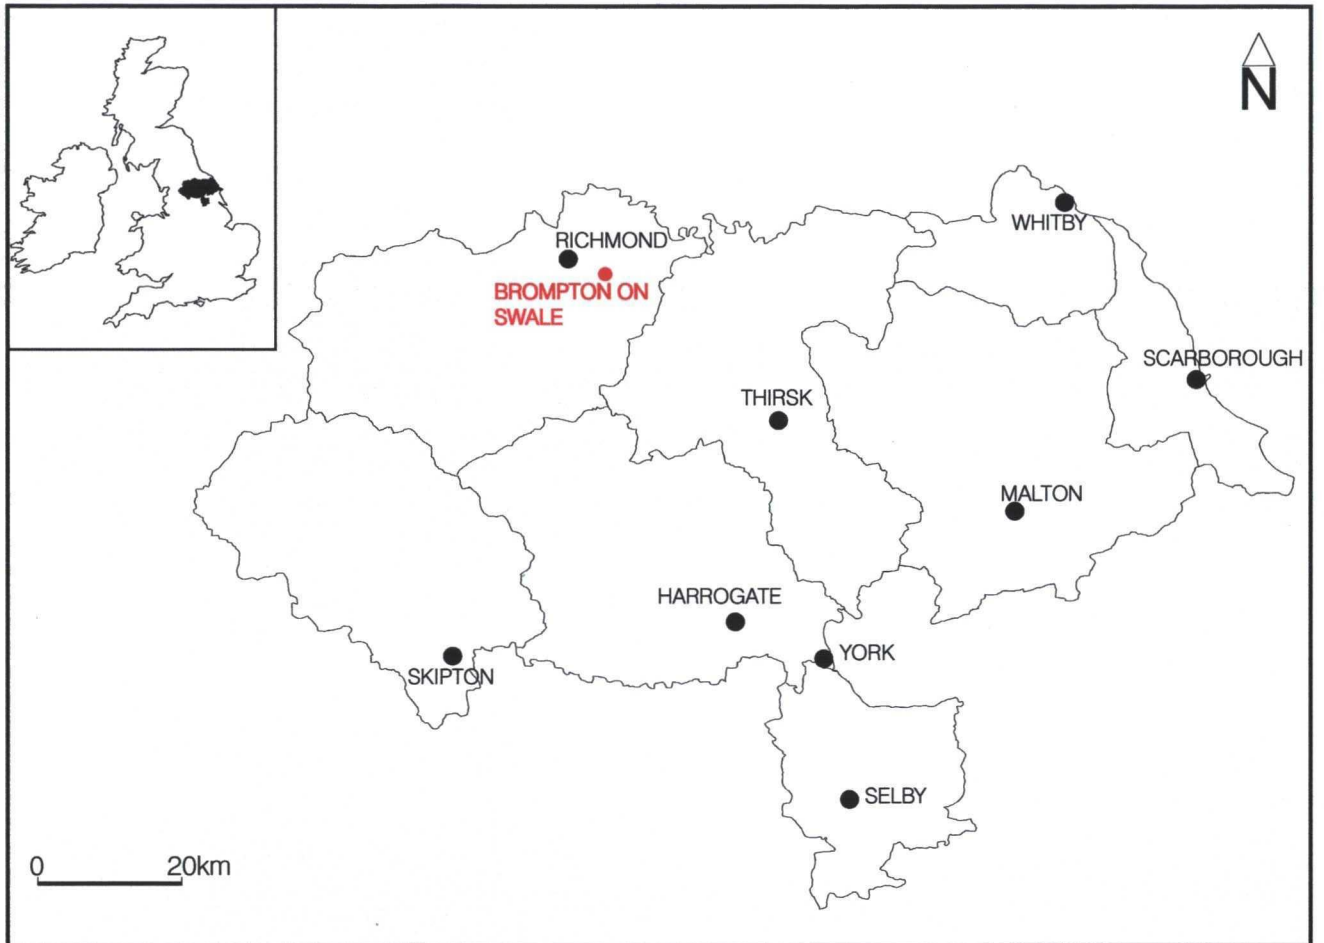 N
WHITBY
RICHMOND
BROMPTON ON
SWALE
SCARBOROUGH
THIRSK
MALTON
HARROGATE
YORK
SKIPTON
SELBY
0 20km